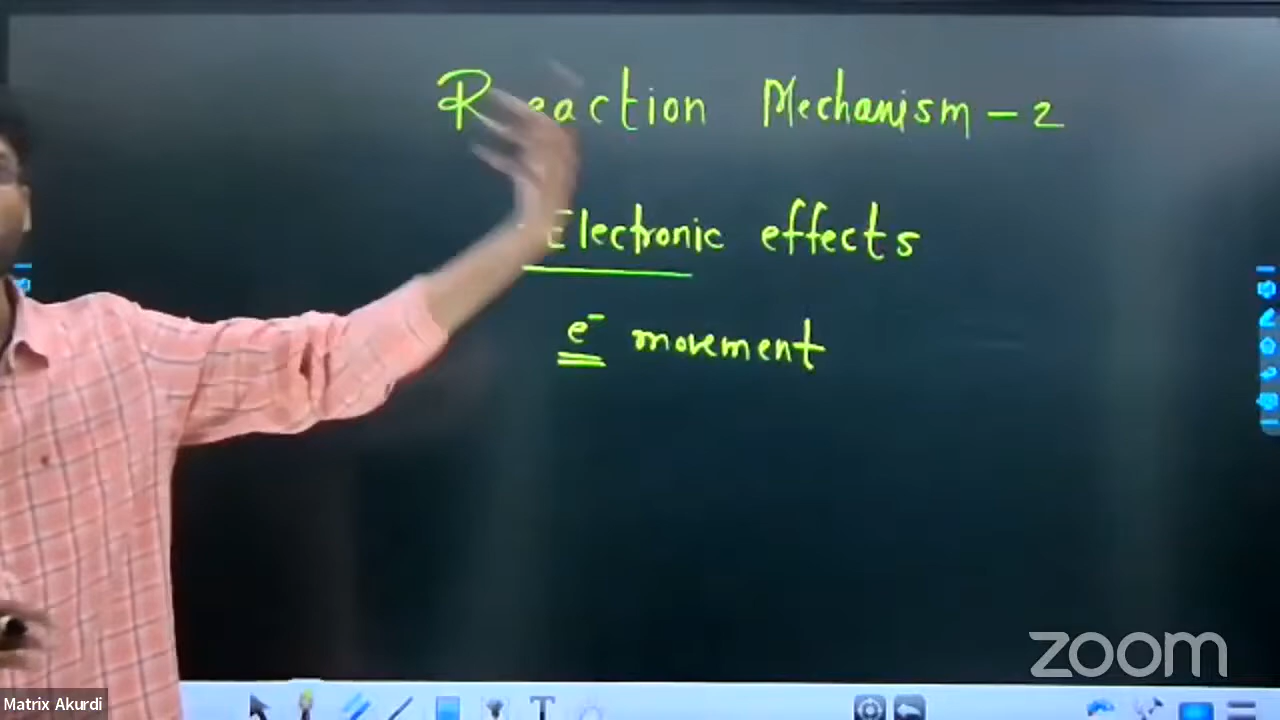 Reaction Mechanism - 2
Electronic effects
e⁻ movement
zoom
Matrix Akurdi
T